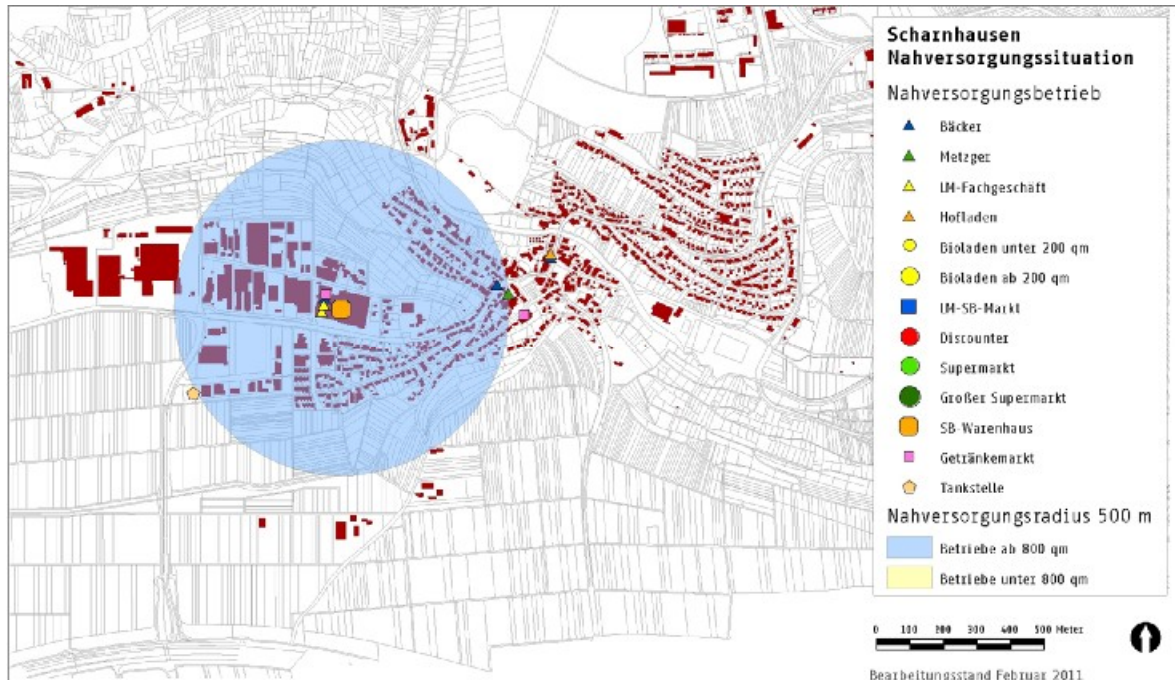 Scharnhausen
Nahversorgungssituation
Nahversorgungsbetrieb
Bäcker
Metzger
LM-Fachgeschäft
Hofladen
Bioladen unter 200 qm
Bioladen ab 200 qm
LM-SB-Markt
Discounter
Supermarkt
Großer Supermarkt
SB-Warenhaus
Getränkemarkt
Tankstelle
Nahversorgungsradius 500 m
Betriebe ab 800 qm
Betriebe unter 800 qm
0 100 200 300 400 500 Meter
Bearbeitungsstand Februar 2011